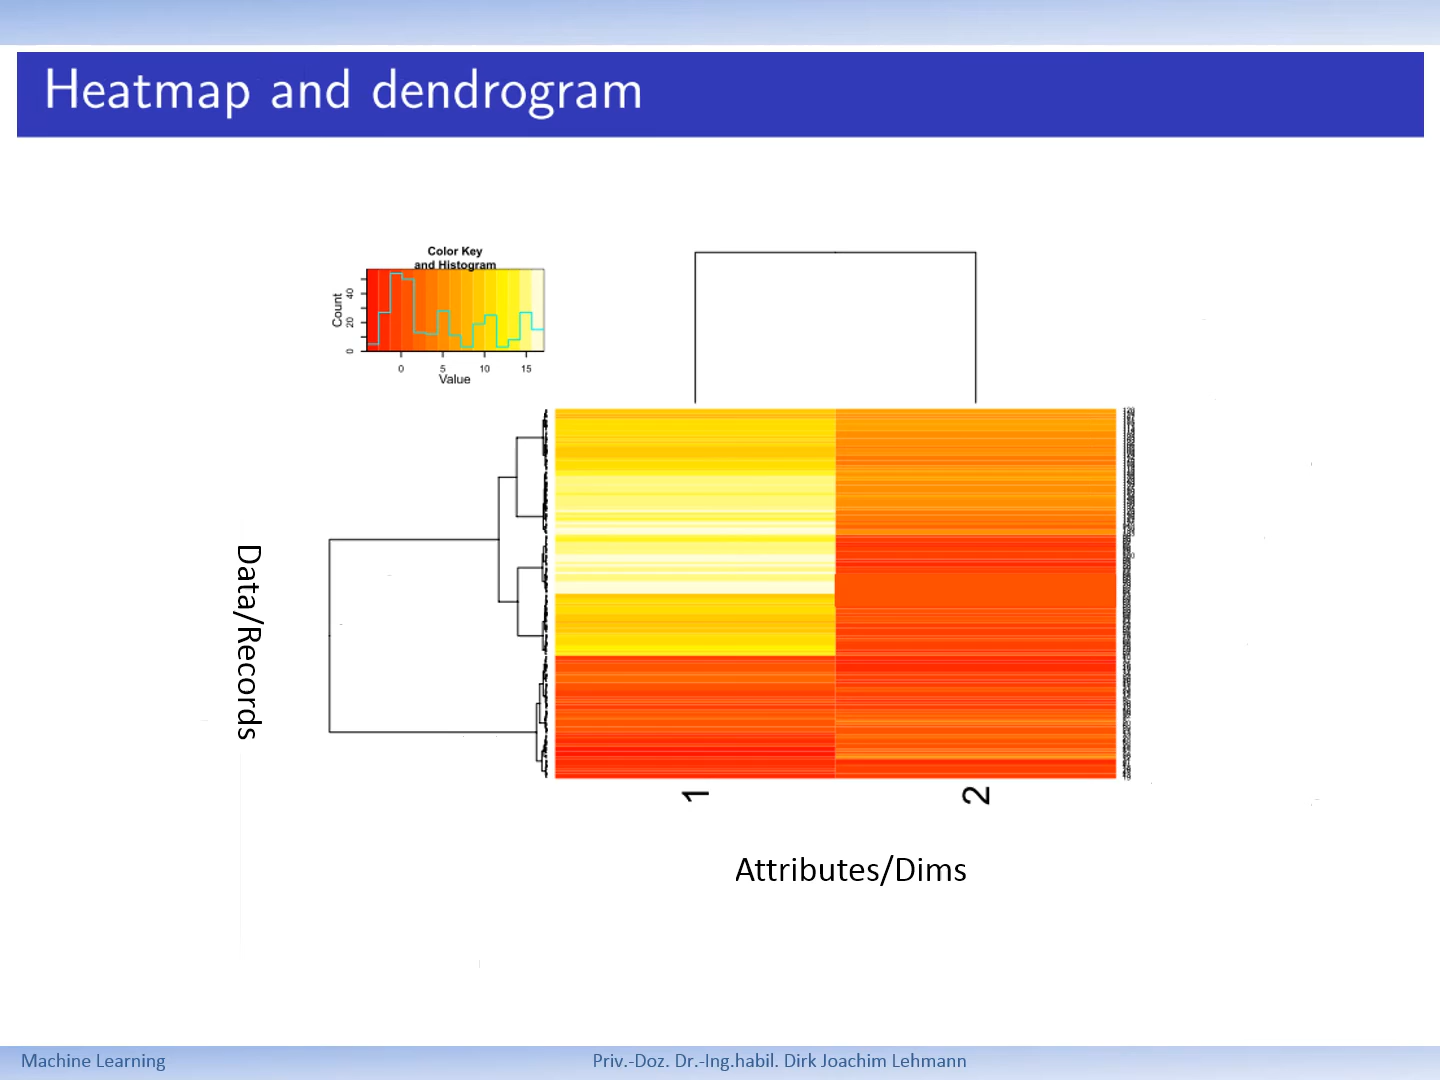 Heatmap and dendrogram
Color Key
and Histogram
Count
0 20 40
0 5 10 15
Value
Data/Records
1 2
Attributes/Dims
Machine Learning
Priv.-Doz. Dr.-Ing.habil. Dirk Joachim Lehmann